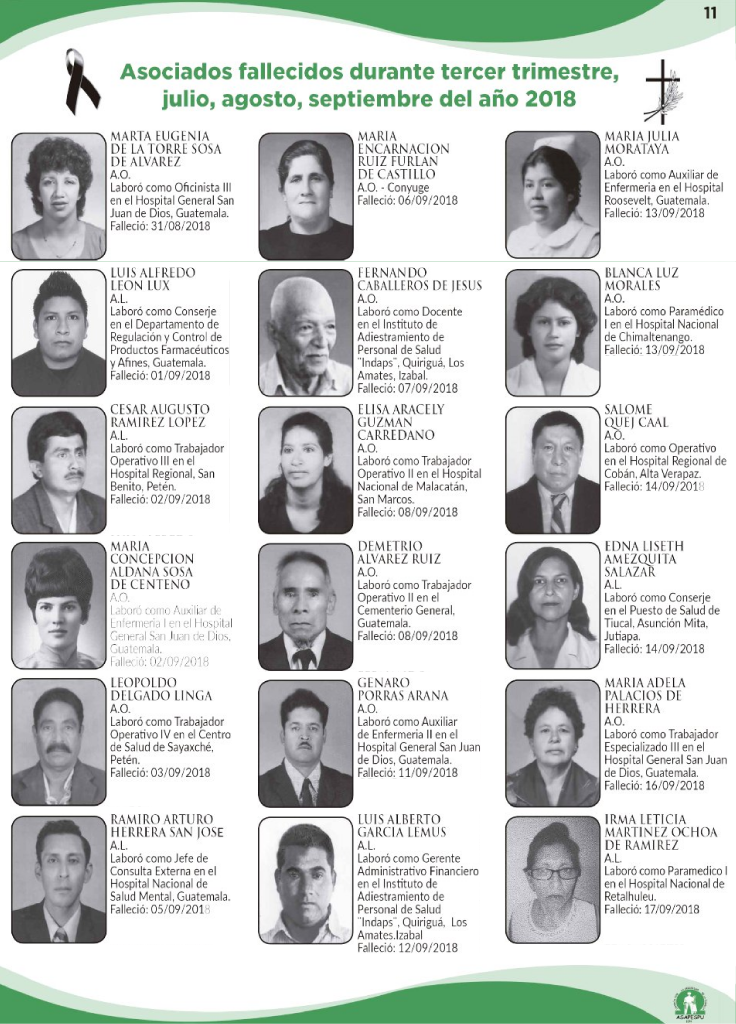 11
Asociados fallecidos durante tercer trimestre,
julio, agosto, septiembre del año 2018
MARTA EUGENIA
DE LA TORRE SOSA
DE ALVAREZ
A.O.
Laboró como Oficinista III
en el Hospital General San
Juan de Dios, Guatemala.
Falleció: 31/08/2018
MARIA
ENCARNACION
RUIZ FURLAN
DE CASTILLO
A.O. - Conyuge
Falleció: 06/09/2018
MARIA JULIA
MORATAYA
A.O.
Laboró como Auxiliar de
Enfermeria en el Hospital
Roosevelt, Guatemala.
Falleció: 13/09/2018
LUIS ALFREDO
LEON LUX
A.L.
Laboró como Conserje
en el Departamento de
Regulación y Control de
Productos Farmacéuticos
y Afines, Guatemala.
Falleció: 01/09/2018
FERNANDO
CABALLEROS DE JESUS
A.O.
Laboró como Docente
en el Instituto de
Adiestramiento de
Personal de Salud
¨Indaps¨, Quiriguá, Los
Amates, Izabal.
Falleció: 07/09/2018
BLANCA LUZ
MORALES
A.O.
Laboró como Paramédico
I en el Hospital Nacional
de Chimaltenango.
Falleció: 13/09/2018
CESAR AUGUSTO
RAMIREZ LOPEZ
A.L.
Laboró como Trabajador
Operativo III en el
Hospital Regional, San
Benito, Petén.
Falleció: 02/09/2018
ELISA ARACELY
GUZMAN
CARREDANO
A.O.
Laboró como Trabajador
Operativo II en el Hospital
Nacional de Malacatán,
San Marcos.
Falleció: 08/09/2018
SALOME
QUEJ CAAL
A.O.
Laboró como Operativo
en el Hospital Regional de
Cobán, Alta Verapaz.
Falleció: 14/09/2018
MARIA
CONCEPCION
ALDANA SOSA
DE CENTENO
A.O.
Laboró como Auxiliar de
Enfermería I en el Hospital
General San Juan de Dios,
Guatemala.
Falleció: 02/09/2018
DEMETRIO
ALVAREZ RUIZ
A.O.
Laboró como Trabajador
Operativo II en el
Cementerio General,
Guatemala.
Falleció: 08/09/2018
EDNA LISETH
AMEZQUITA
SALAZAR
A.L.
Laboró como Conserje
en el Puesto de Salud de
Tiucal, Asunción Mita,
Jutiapa.
Falleció: 14/09/2018
LEOPOLDO
DELGADO LINGA
A.O.
Laboró como Trabajador
Operativo IV en el Centro
de Salud de Sayaxché,
Petén.
Falleció: 03/09/2018
GENARO
PORRAS ARANA
A.O.
Laboró como Auxiliar
de Enfermeria II en el
Hospital General San Juan
de Dios, Guatemala.
Falleció: 11/09/2018
MARIA ADELA
PALACIOS DE
HERRERA
A.O.
Laboró como Trabajador
Especializado III en el
Hospital General San Juan
de Dios, Guatemala.
Falleció: 16/09/2018
RAMIRO ARTURO
HERRERA SAN JOSE
A.L.
Laboró como Jefe de
Consulta Externa en el
Hospital Nacional de
Salud Mental, Guatemala.
Falleció: 05/09/2018
LUIS ALBERTO
GARCIA LEMUS
A.L.
Laboró como Gerente
Administrativo Financiero
en el Instituto de
Adiestramiento de
Personal de Salud
¨Indaps¨, Quiriguá, Los
Amates.Izabal
Falleció: 12/09/2018
IRMA LETICIA
MARTINEZ OCHOA
DE RAMIREZ
A.L.
Laboró como Paramedico I
en el Hospital Nacional de
Retalhuleu.
Falleció: 17/09/2018